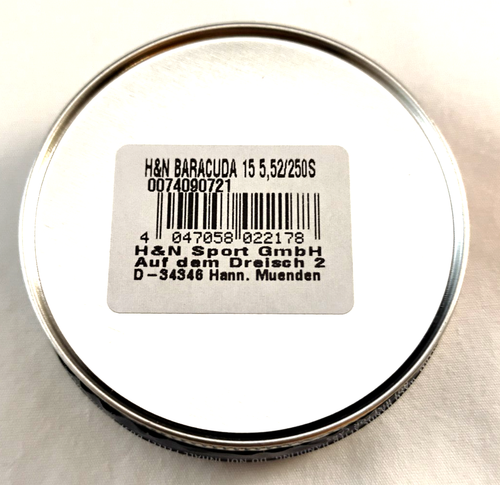 H&N BARACUDA 15 5,52/250S
0074090721
4 047058 022178
H&N Sport GmbH
Auf dem Dreisch 2
D-34346 Hann. Muenden